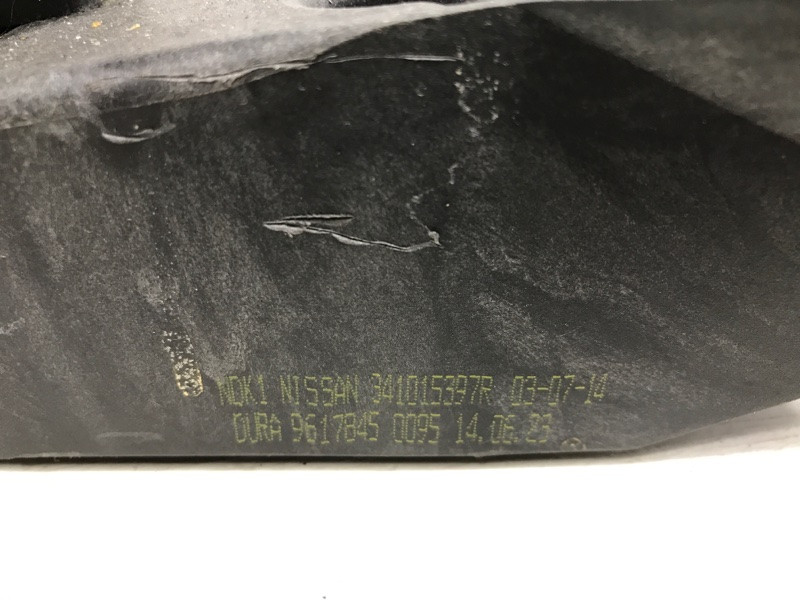 NDK1 NISSAN 341015397R 03-07-14
DURA 9617845 0095 14.06.23